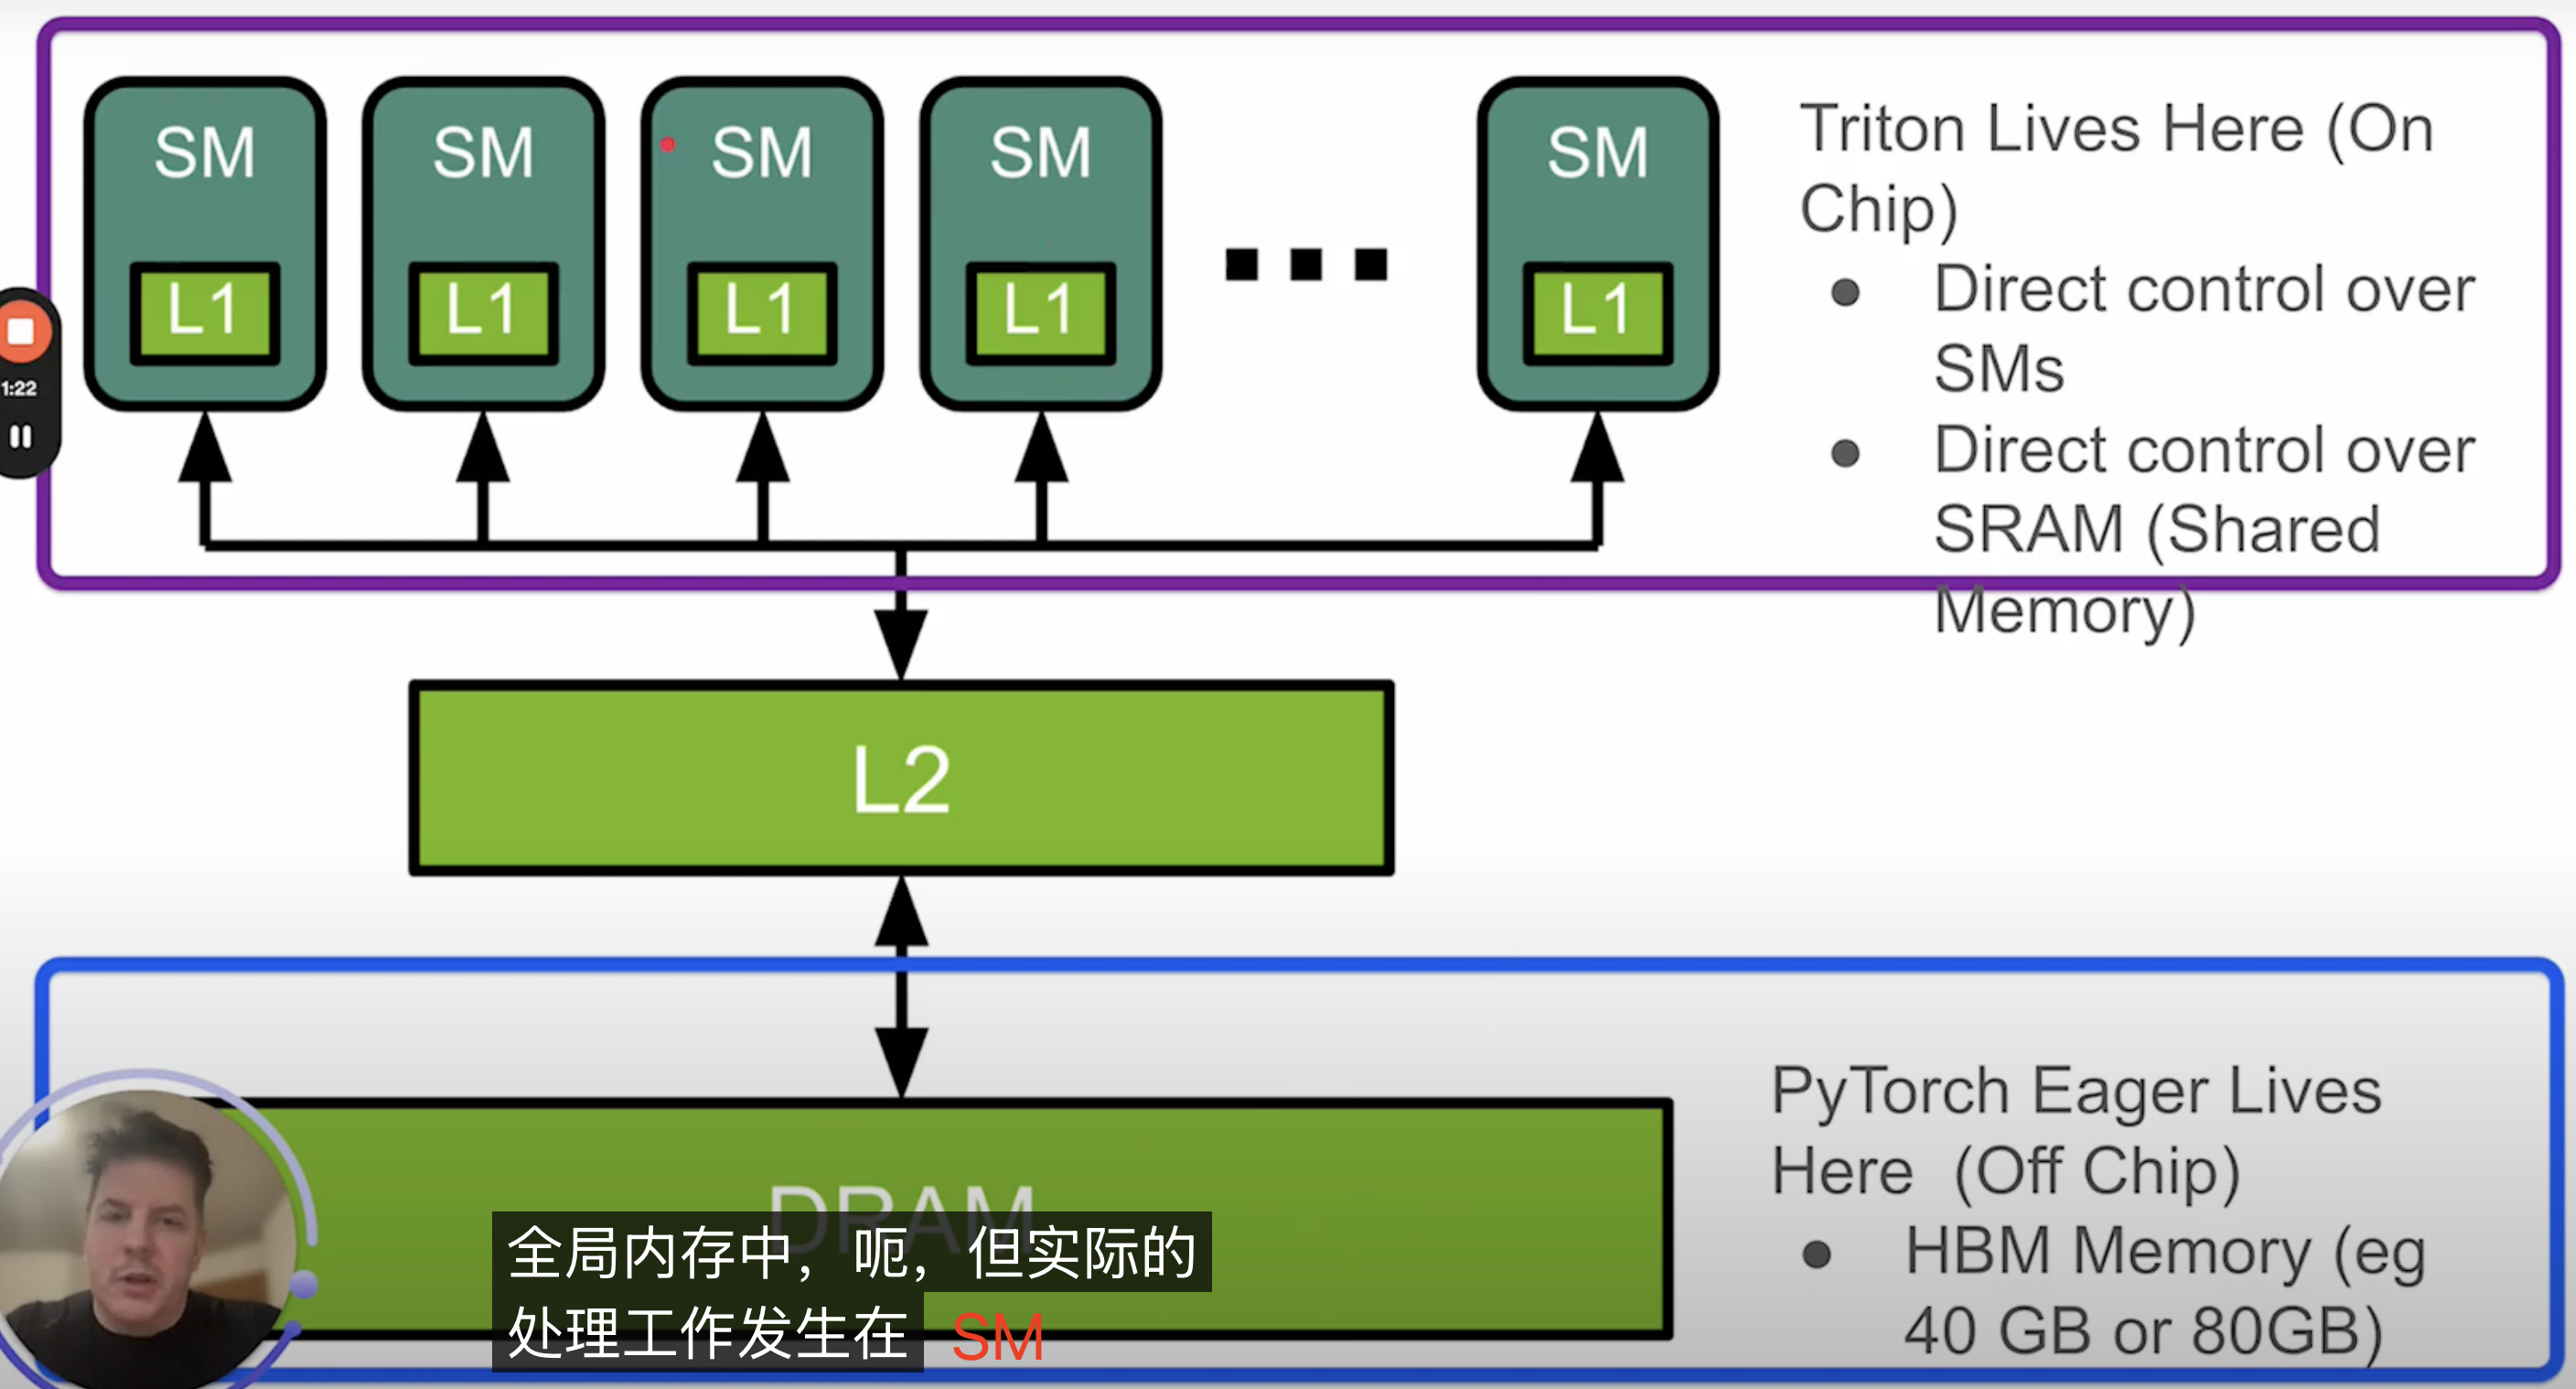 SM SM SM SM SM
L1 L1 L1 L1 L1
Triton Lives Here (On
Chip)
● Direct control over
SMs
● Direct control over
SRAM (Shared
Memory)
1:22
L2
DRAM
PyTorch Eager Lives
Here (Off Chip)
● HBM Memory (eg
40 GB or 80GB)
全局内存中，呃，但实际的
处理工作发生在 SM